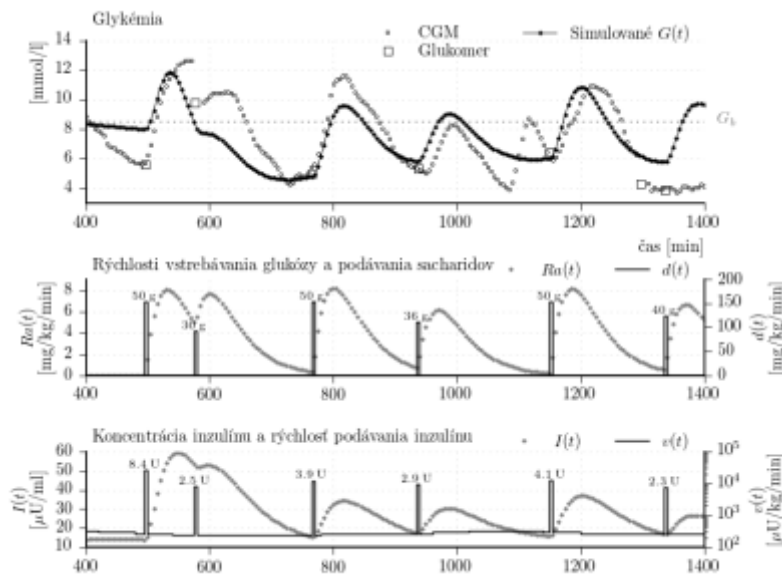 Glykémia
CGM
Glukomer
Simulované G(t)
[mmol/l]
14
12
10
8
6
4
G_b
400 600 800 1000 1200 1400
čas [min]
Rýchlosti vstrebávania glukózy a podávania sacharidov
Ra(t) d(t)
Ra(t)
[mg/kg/min]
8
6
4
2
0
50 g 30 g 50 g 36 g 50 g 40 g
200
150
100
50
0
d(t)
[mg/kg/min]
400 600 800 1000 1200 1400
Koncentrácia inzulínu a rýchlosť podávania inzulínu
I(t) v(t)
I(t)
[μU/ml]
60
50
40
30
20
10
8.4 U 2.5 U 3.9 U 2.9 U 4.1 U 2.3 U
10^5
10^4
10^3
10^2
v(t)
[μU/kg/min]
400 600 800 1000 1200 1400